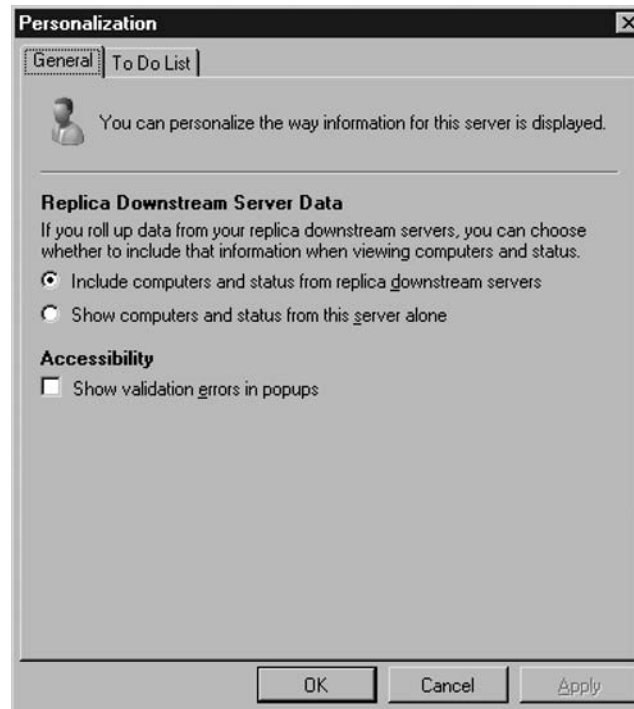 Personalization
General
To Do List
You can personalize the way information for this server is displayed.
Replica Downstream Server Data
If you roll up data from your replica downstream servers, you can choose
whether to include that information when viewing computers and status.
Include computers and status from replica downstream servers
Show computers and status from this server alone
Accessibility
Show validation errors in popups
OK
Cancel
Apply